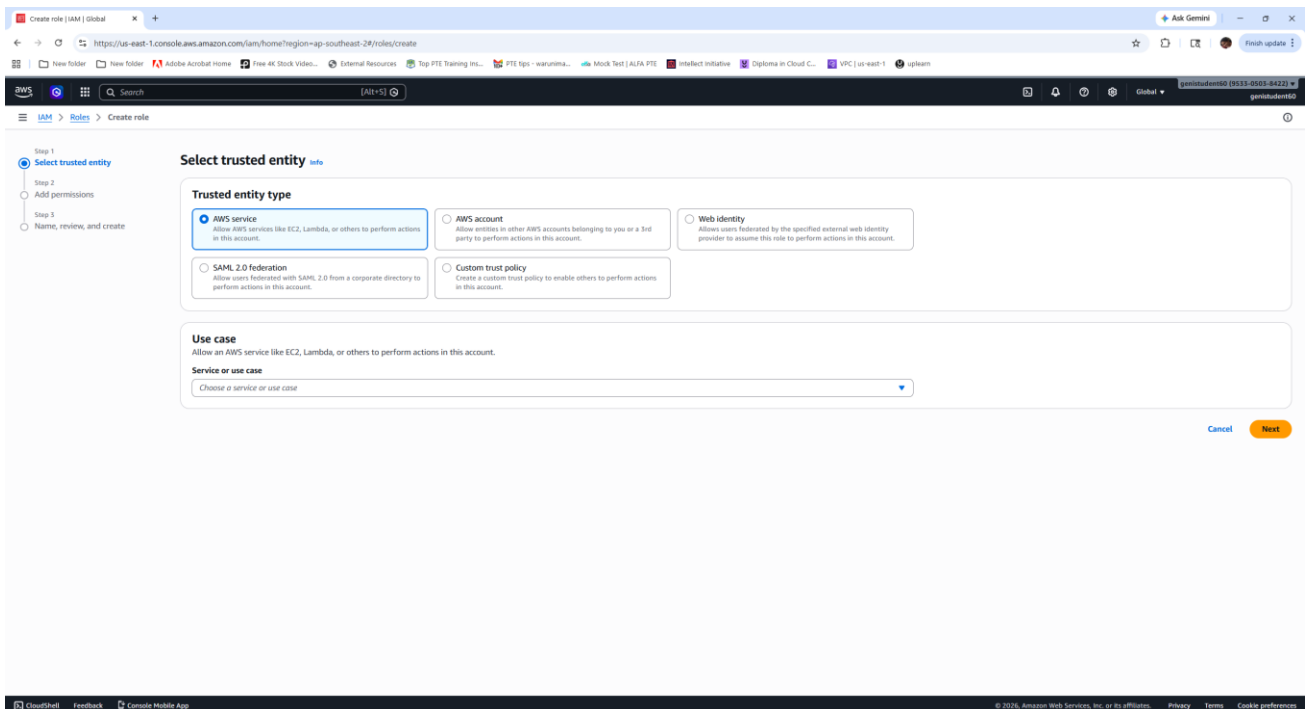 Create role | IAM | Global
Ask Gemini
https://us-east-1.console.aws.amazon.com/iam/home?region=ap-southeast-2#/roles/create
Finish update
New folder
New folder
Adobe Acrobat Home
Free 4K Stock Video...
External Resources
Top PTE Training Ins...
PTE tips - warunima...
Mock Test | ALFA PTE
Intellect Initiative
Diploma in Cloud C...
VPC | us-east-1
uplearn
aws
Search
[Alt+S]
Global
genistudent60 (9533-0503-8422)
genistudent60
IAM > Roles > Create role
Step 1
Select trusted entity
Step 2
Add permissions
Step 3
Name, review, and create
Select trusted entity Info
Trusted entity type
AWS service
Allow AWS services like EC2, Lambda, or others to perform actions
in this account.
AWS account
Allow entities in other AWS accounts belonging to you or a 3rd
party to perform actions in this account.
Web identity
Allows users federated by the specified external web identity
provider to assume this role to perform actions in this account.
SAML 2.0 federation
Allow users federated with SAML 2.0 from a corporate directory to
perform actions in this account.
Custom trust policy
Create a custom trust policy to enable others to perform actions
in this account.
Use case
Allow an AWS service like EC2, Lambda, or others to perform actions in this account.
Service or use case
Choose a service or use case
Cancel
Next
CloudShell
Feedback
Console Mobile App
© 2026, Amazon Web Services, Inc. or its affiliates.
Privacy
Terms
Cookie preferences